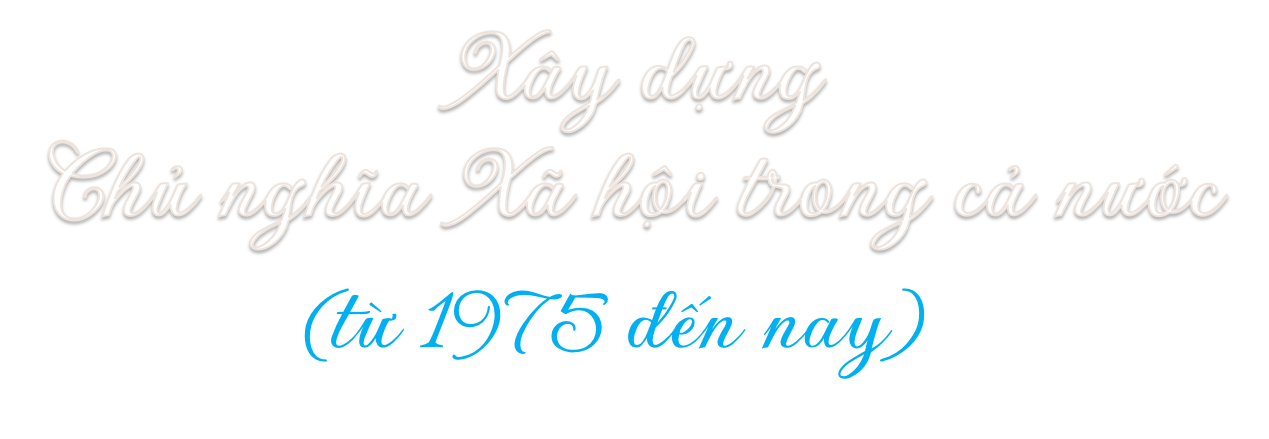 Xây dựng
Chủ nghĩa Xã hội trong cả nước
(từ 1975 đến nay)